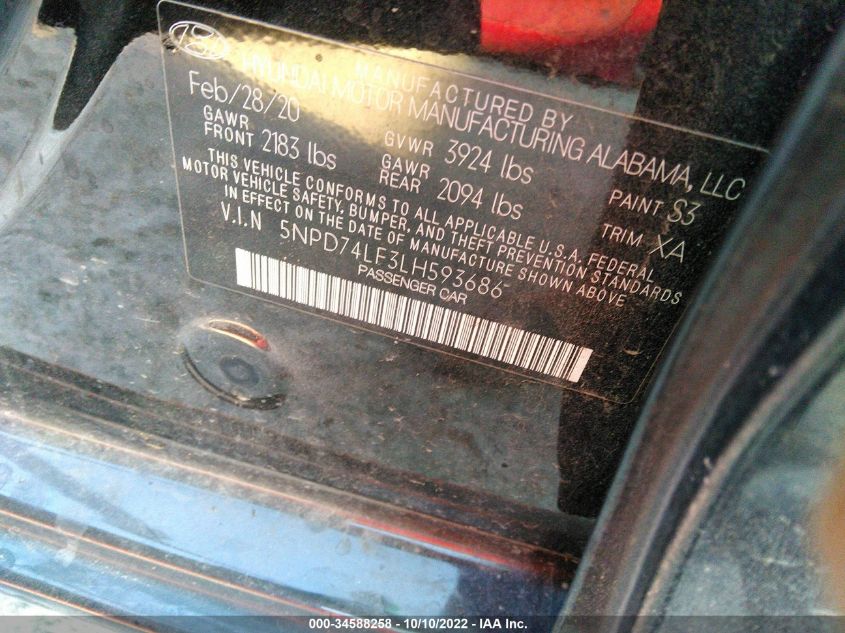 MANUFACTURED BY
HYUNDAI MOTOR MANUFACTURING ALABAMA, LLC
Feb/28/20
GAWR FRONT 2183 lbs
GVWR 3924 lbs
GAWR REAR 2094 lbs
PAINT S3
TRIM XA
THIS VEHICLE CONFORMS TO ALL APPLICABLE U.S.A. FEDERAL
MOTOR VEHICLE SAFETY, BUMPER, AND THEFT PREVENTION STANDARDS
IN EFFECT ON THE DATE OF MANUFACTURE SHOWN ABOVE.
V.I.N 5NPD74LF3LH593686
PASSENGER CAR
000-34588258 - 10/10/2022 - IAA Inc.